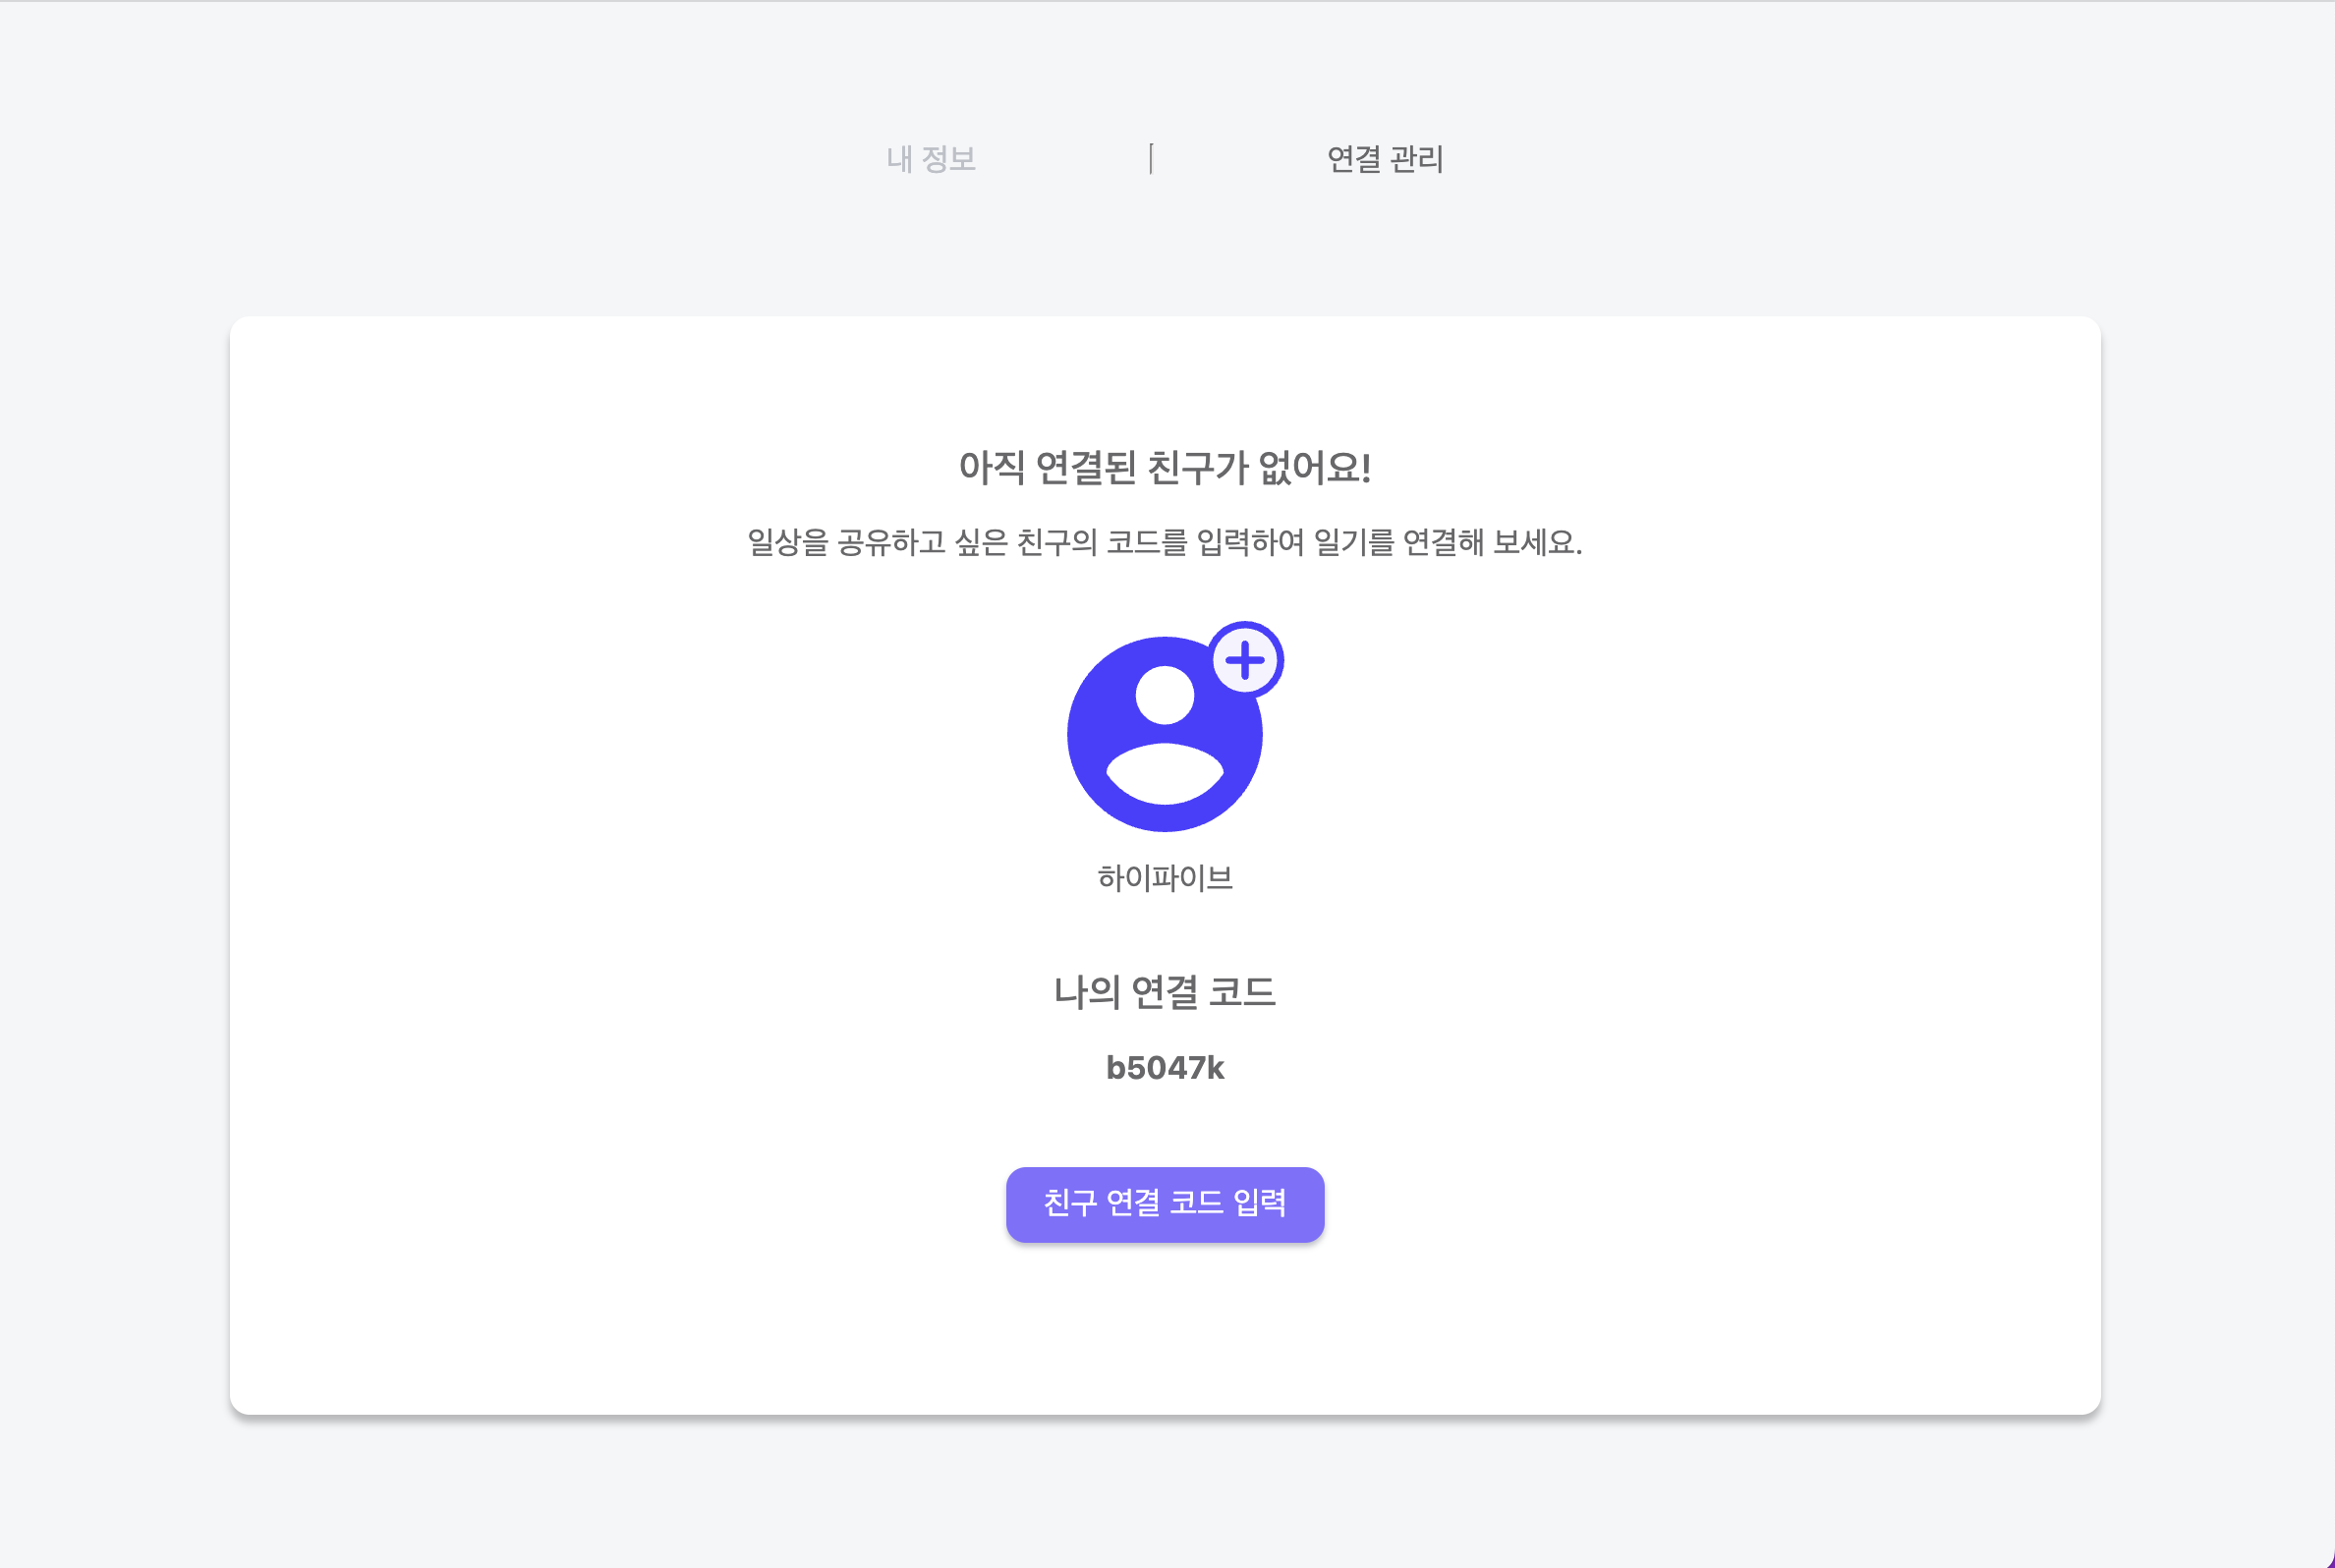 내 정보 | 연결 관리
아직 연결된 친구가 없어요!
일상을 공유하고 싶은 친구의 코드를 입력하여 일기를 연결해 보세요.
하이파이브
나의 연결 코드
b5047k
친구 연결 코드 입력